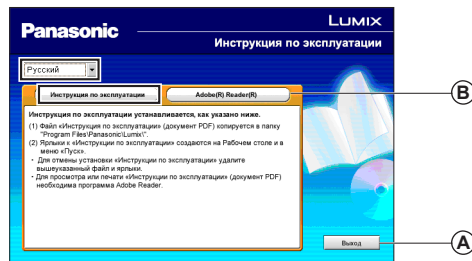 Panasonic
LUMIX
Инструкция по эксплуатации
Русский
Инструкция по эксплуатации
Adobe(R) Reader(R)
B
Инструкция по эксплуатации устанавливается, как указано ниже.
(1) Файл «Инструкция по эксплуатации» (документ PDF) копируется в папку
"Program Files\Panasonic\Lumix\".
(2) Ярлыки к «Инструкции по эксплуатации» создаются на Рабочем столе и в
меню «Пуск».
· Для отмены установки «Инструкции по эксплуатации» удалите
вышеуказанный файл и ярлыки.
· Для просмотра или печати «Инструкции по эксплуатации» (документ PDF)
необходима программа Adobe Reader.
Выход
A